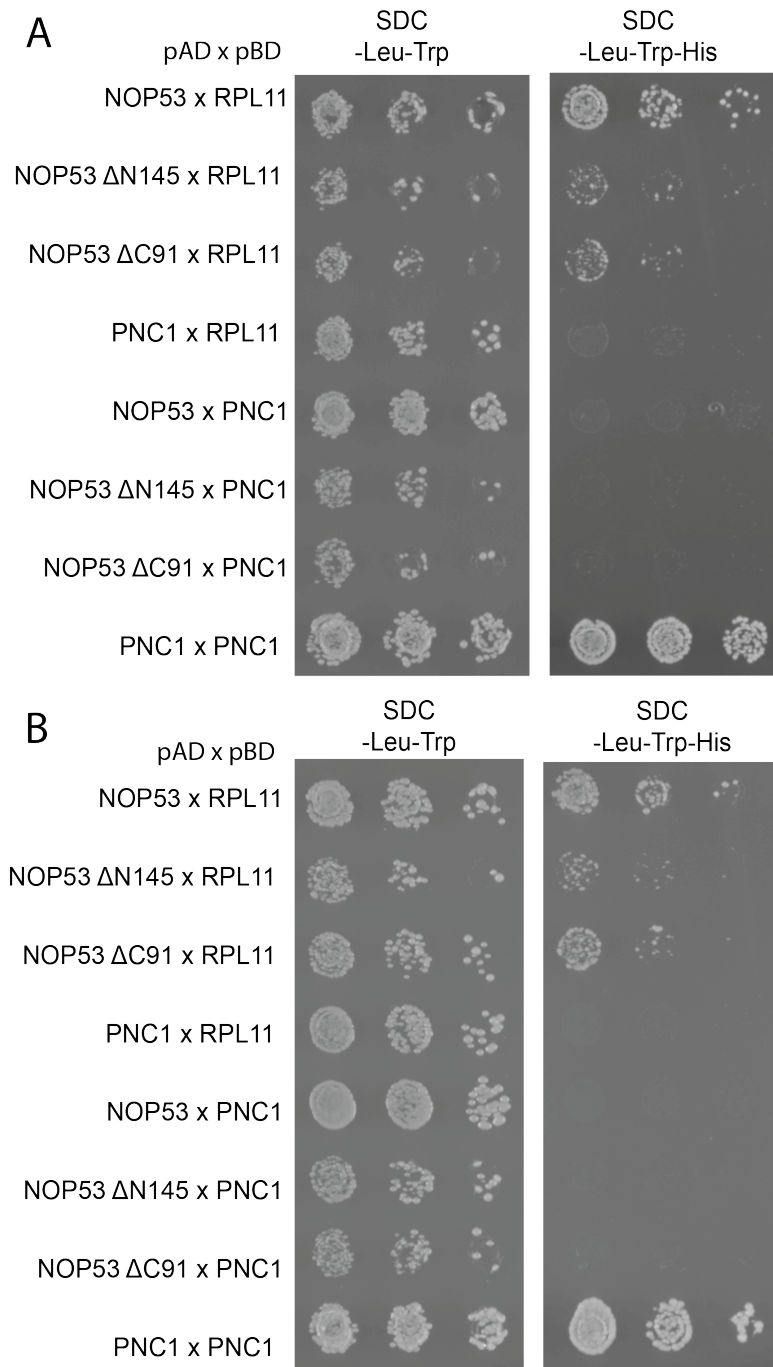 A
pAD x pBD
SDC
-Leu-Trp
SDC
-Leu-Trp-His
NOP53 x RPL11
NOP53 ΔN145 x RPL11
NOP53 ΔC91 x RPL11
PNC1 x RPL11
NOP53 x PNC1
NOP53 ΔN145 x PNC1
NOP53 ΔC91 x PNC1
PNC1 x PNC1
B
pAD x pBD
SDC
-Leu-Trp
SDC
-Leu-Trp-His
NOP53 x RPL11
NOP53 ΔN145 x RPL11
NOP53 ΔC91 x RPL11
PNC1 x RPL11
NOP53 x PNC1
NOP53 ΔN145 x PNC1
NOP53 ΔC91 x PNC1
PNC1 x PNC1